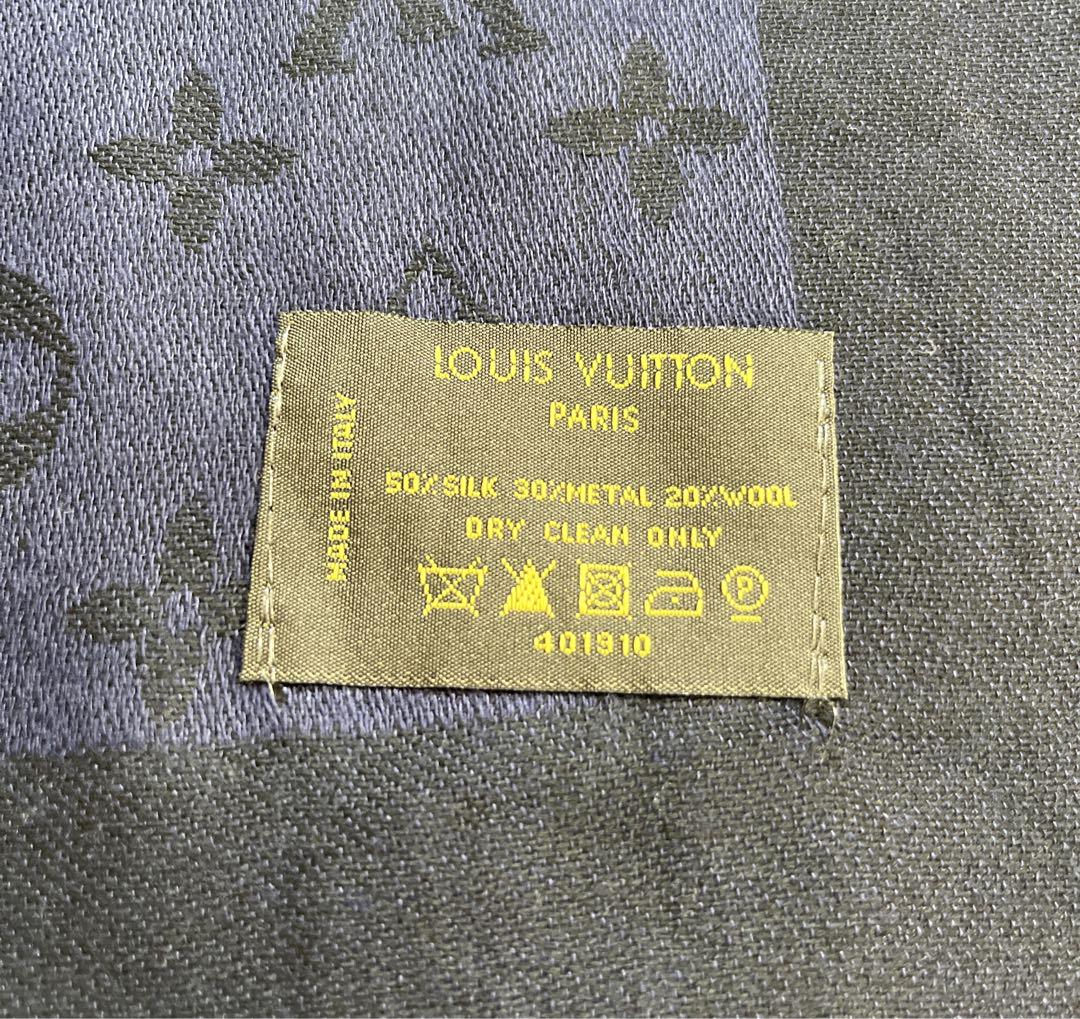 LOUIS VUITTON
PARIS
MADE IN ITALY
50% SILK 30% METAL 20% WOOL
DRY CLEAN ONLY
P
401910